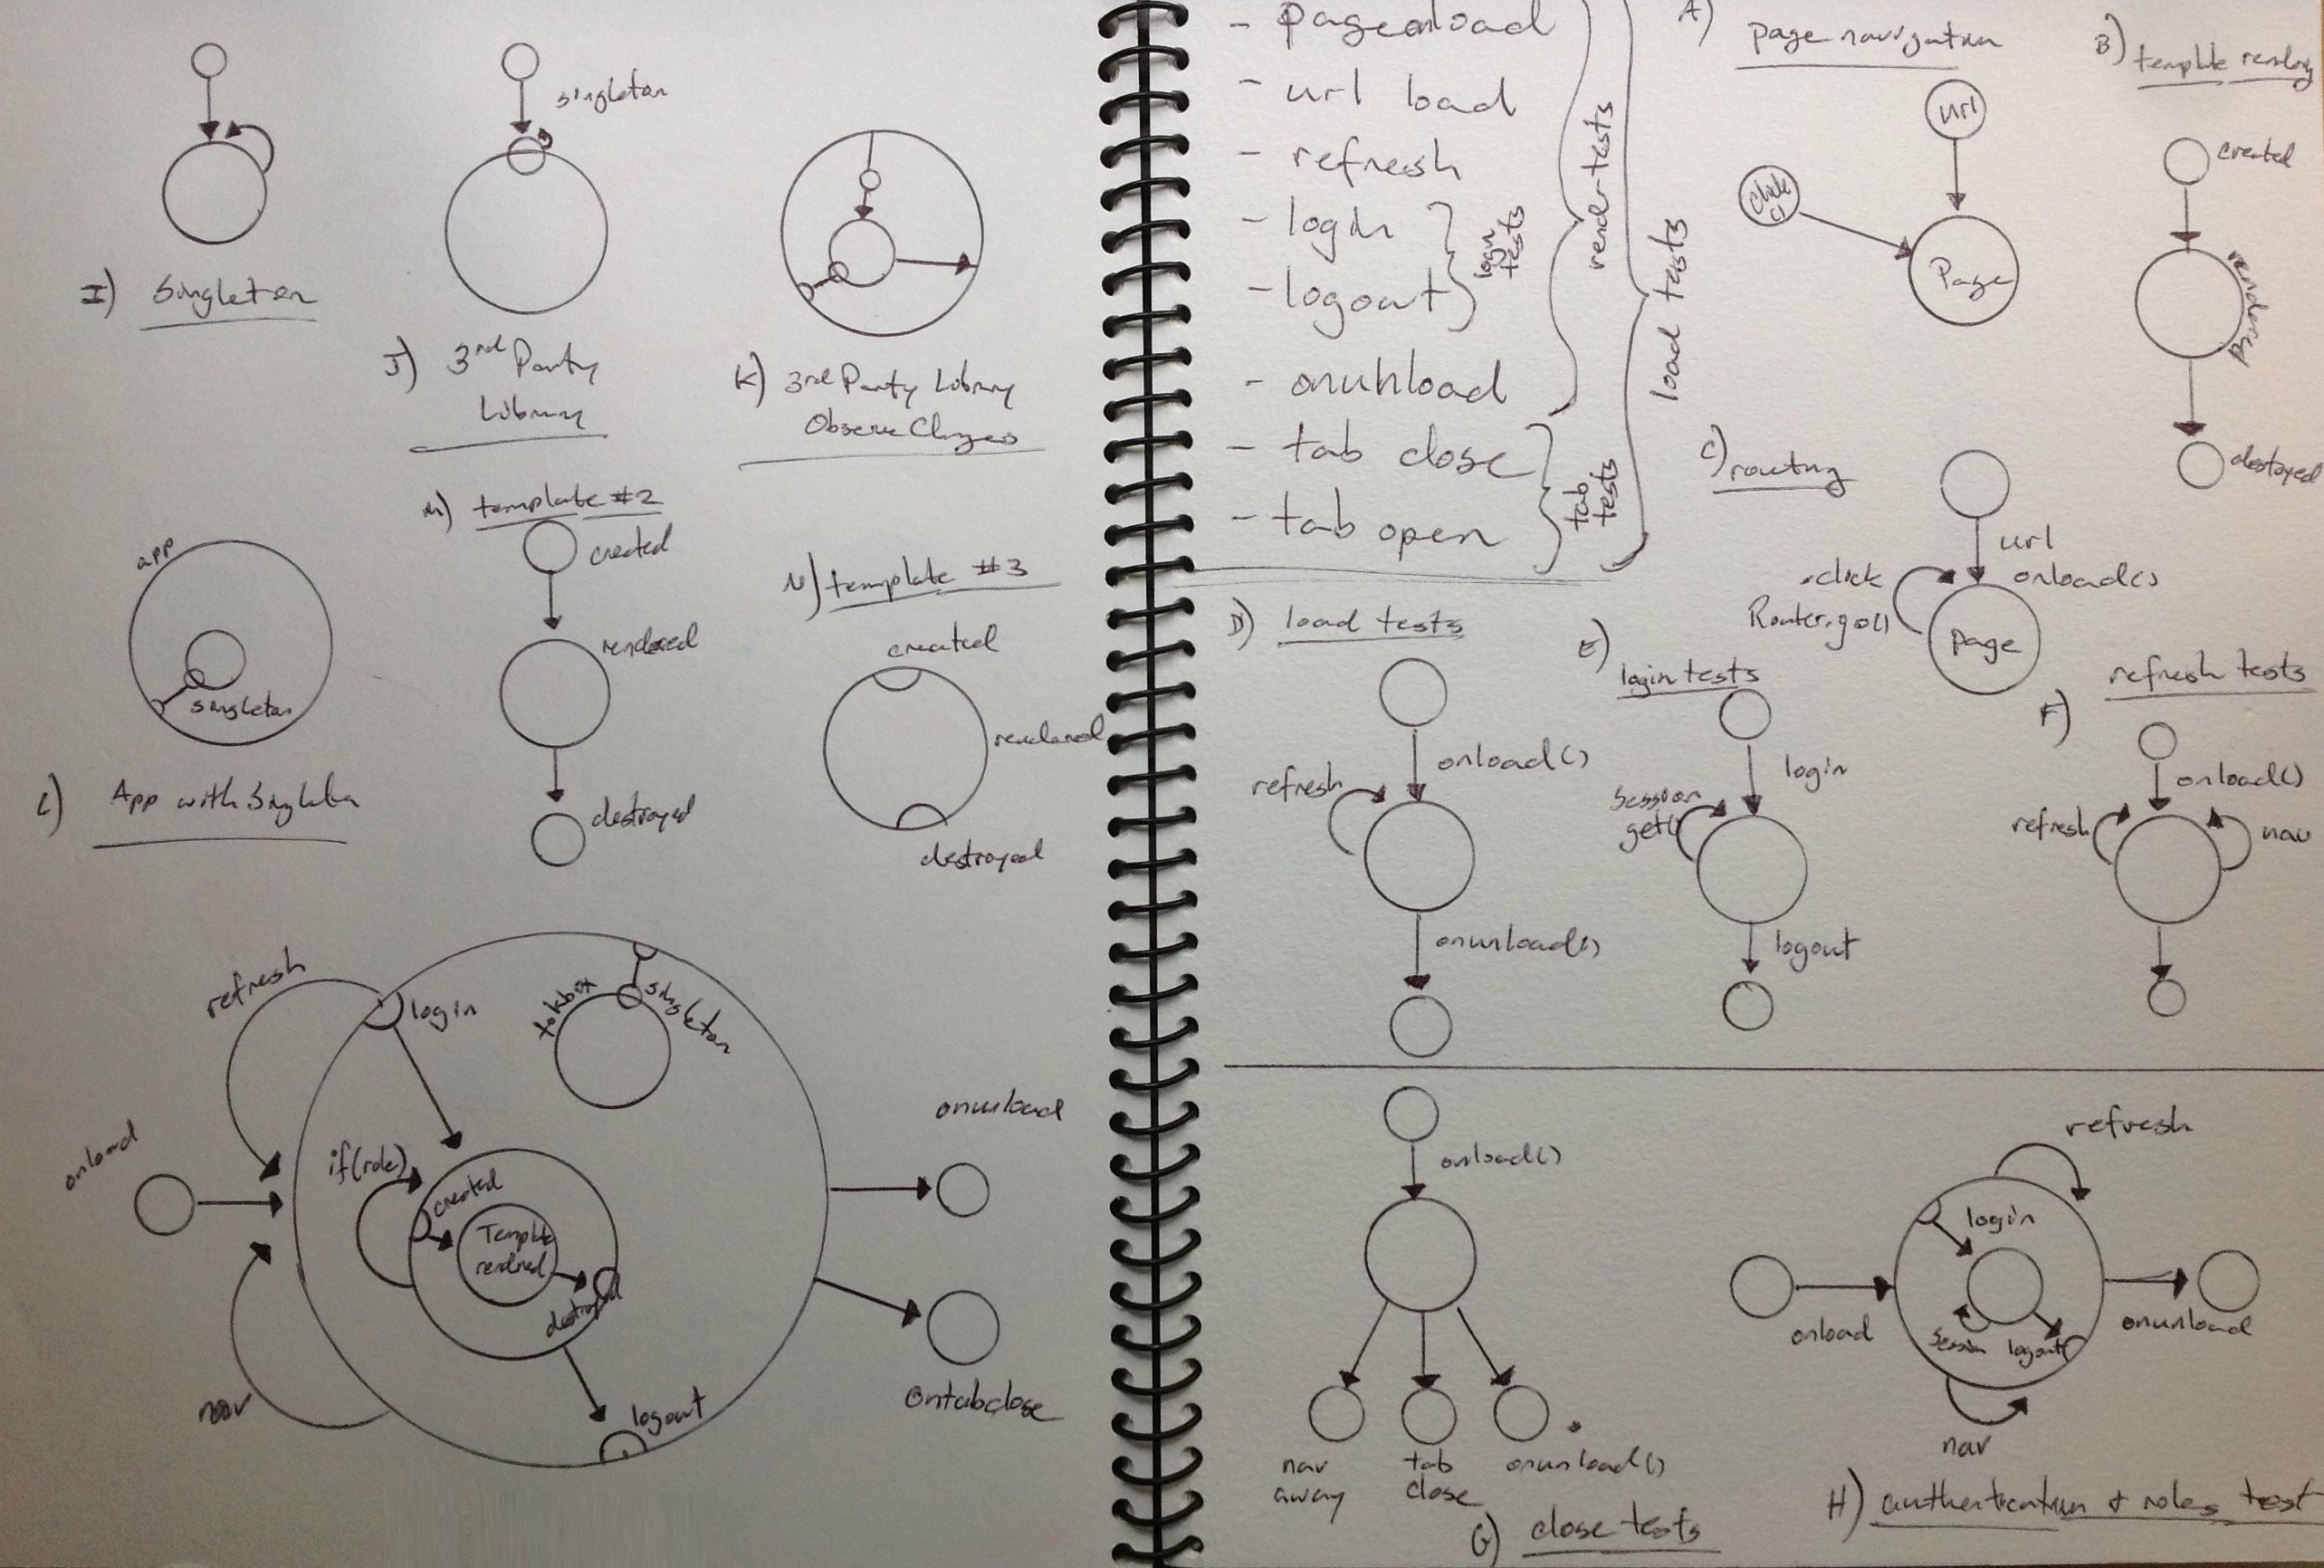 singleton
I) Singleton
J) 3rd Party
Library
K) 3rd Party Library
Observe Changes
app
singleton
L) App with Singleton
M) template #2
created
rendered
destroyed
N) template #3
created
rendered
destroyed
refresh
login
tokbox
singleton
onload
if(role)
created
Template
rendered
destroyed
nav
logout
onunload
ontabclose
- pageonload
- url load
- refresh
- login
- logout
login
tests
- onunload
- tab close
- tab open
tab
tests
render tests
load tests
A) page navigation
url
click
Page
B) template rendering
created
rendered
destroyed
C) routing
url
onload()
click
Router.go()
page
D) load tests
onload()
refresh
onunload()
E) login tests
login
Session
get()
logout
F) refresh tests
onload()
refresh
nav
onload()
nav
away
tab
close
onunload()
G) close tests
refresh
login
onload
Session
logout
onunload
nav
H) authentication & roles test